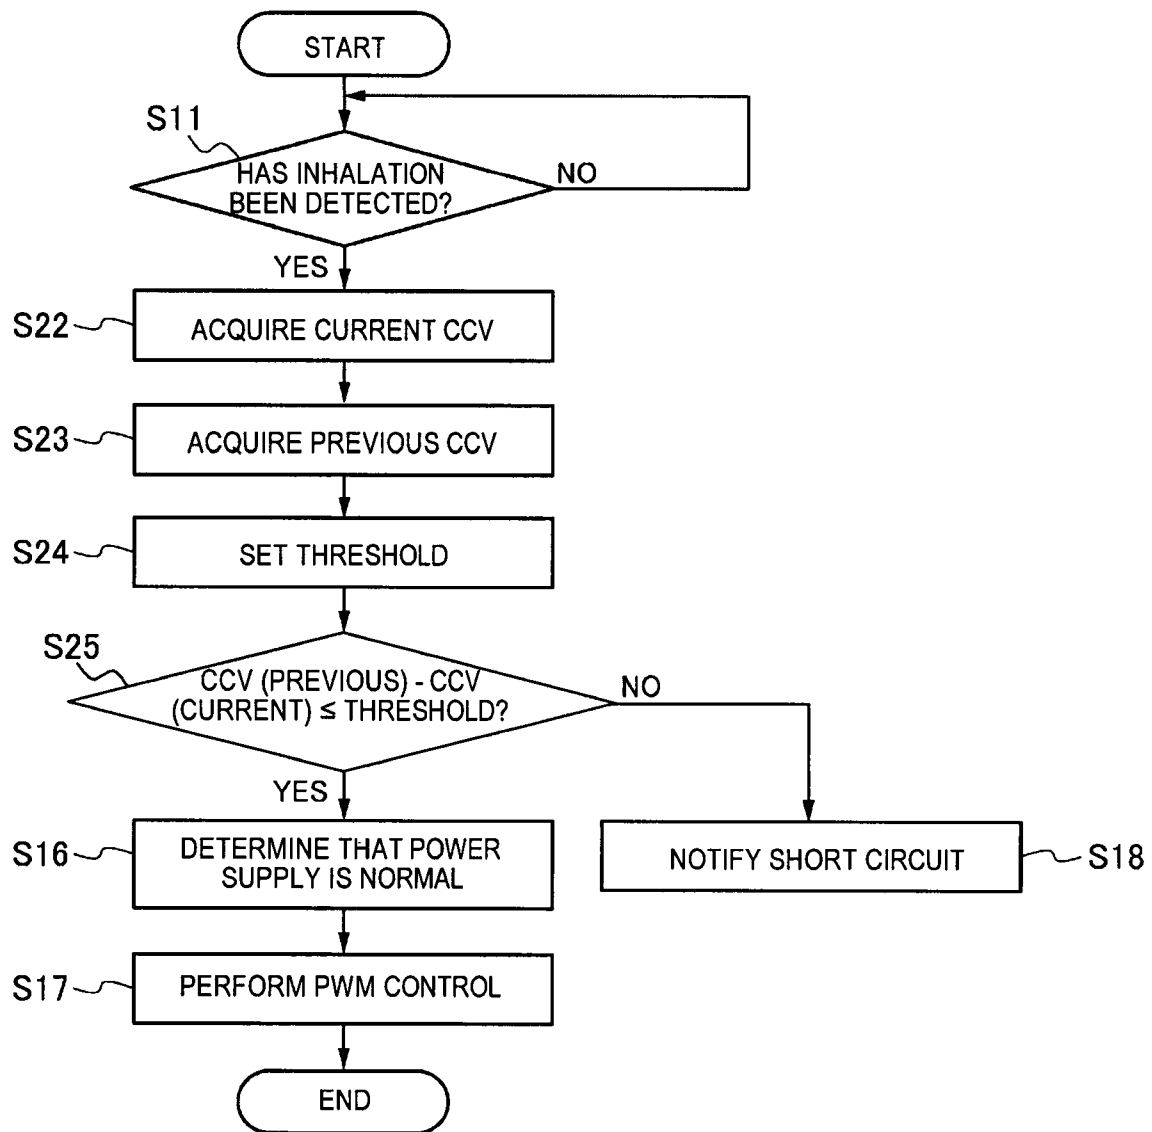 START
S11
HAS INHALATION
BEEN DETECTED?
NO
YES
S22
ACQUIRE CURRENT CCV
S23
ACQUIRE PREVIOUS CCV
S24
SET THRESHOLD
S25
CCV (PREVIOUS) - CCV
(CURRENT) ≤ THRESHOLD?
NO
YES
S16
DETERMINE THAT POWER
SUPPLY IS NORMAL
NOTIFY SHORT CIRCUIT
S18
S17
PERFORM PWM CONTROL
END